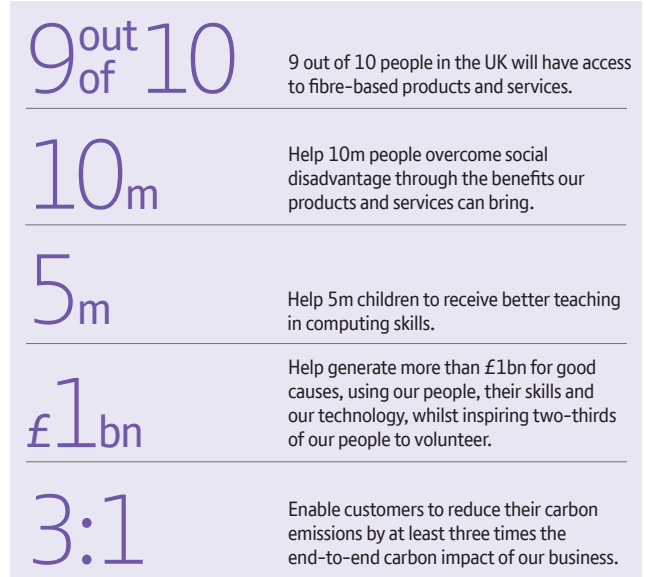 9 out of 10
9 out of 10 people in the UK will have access
to fibre-based products and services.
10m
Help 10m people overcome social
disadvantage through the benefits our
products and services can bring.
5m
Help 5m children to receive better teaching
in computing skills.
£1bn
Help generate more than £1bn for good
causes, using our people, their skills and
our technology, whilst inspiring two-thirds
of our people to volunteer.
3:1
Enable customers to reduce their carbon
emissions by at least three times the
end-to-end carbon impact of our business.